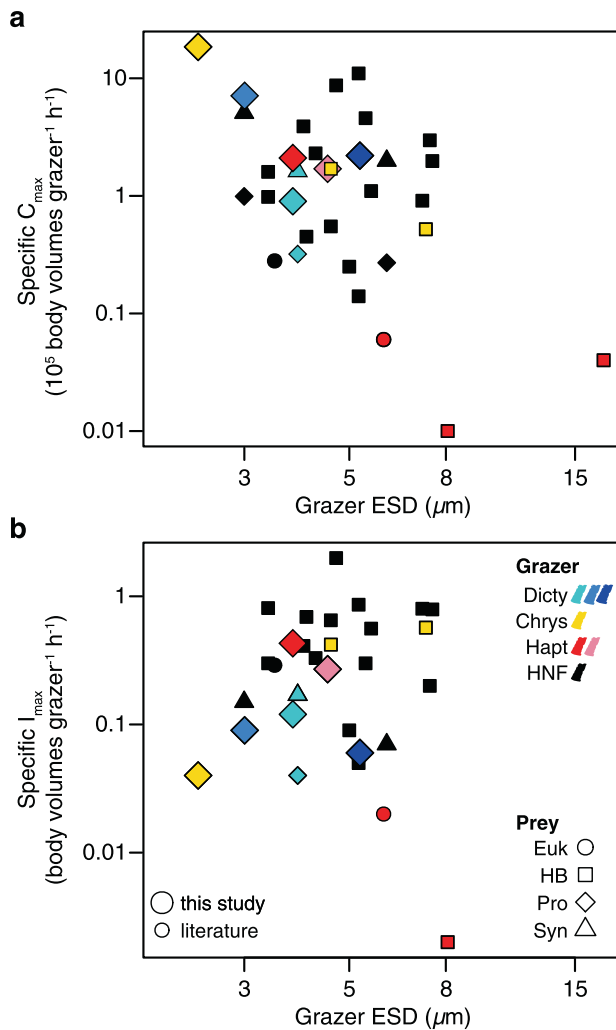 a
Specific Cmax
(10⁵ body volumes grazer⁻¹ h⁻¹)
10
1
0.1
0.01
3 5 8 15
Grazer ESD (µm)
b
Specific Imax
(body volumes grazer⁻¹ h⁻¹)
1
0.1
0.01
Grazer
Dicty
Chrys
Hapt
HNF
Prey
Euk
HB
Pro
Syn
this study
literature
3 5 8 15
Grazer ESD (µm)